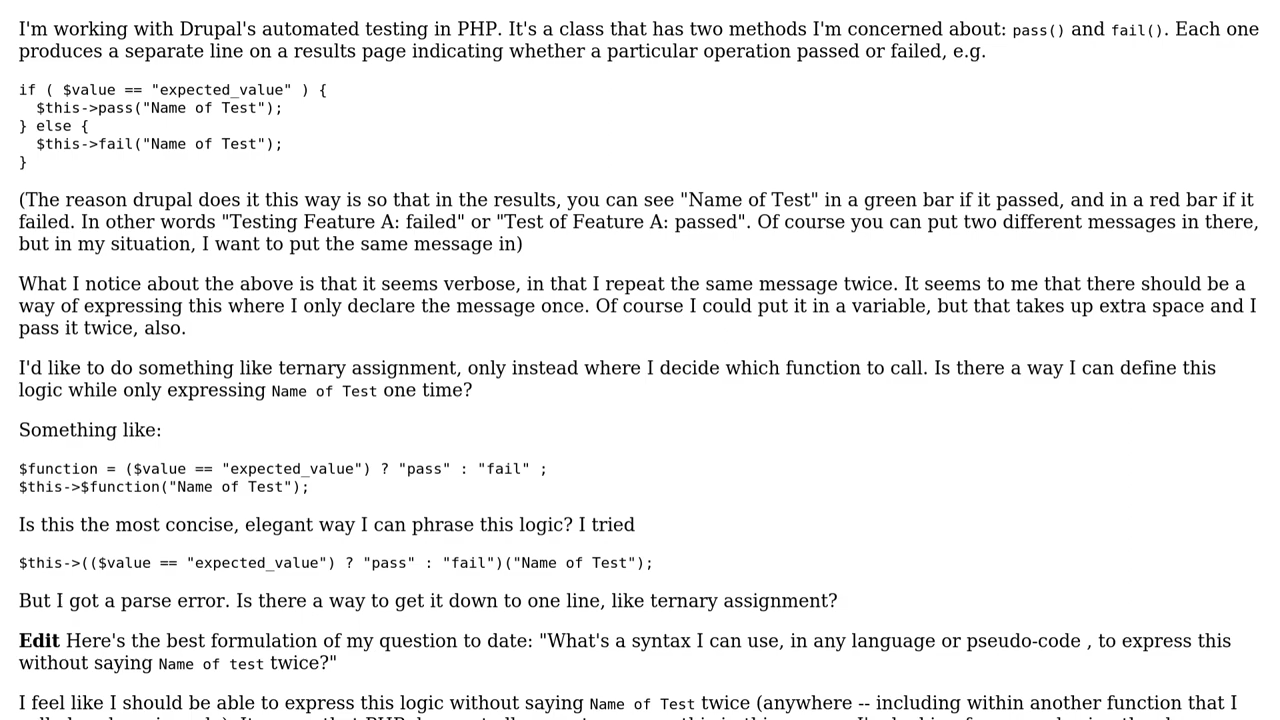 I'm working with Drupal's automated testing in PHP. It's a class that has two methods I'm concerned about: pass() and fail(). Each one
produces a separate line on a results page indicating whether a particular operation passed or failed, e.g.
if ( $value == "expected_value" ) {
  $this->pass("Name of Test");
} else {
  $this->fail("Name of Test");
}
(The reason drupal does it this way is so that in the results, you can see "Name of Test" in a green bar if it passed, and in a red bar if it
failed. In other words "Testing Feature A: failed" or "Test of Feature A: passed". Of course you can put two different messages in there,
but in my situation, I want to put the same message in)
What I notice about the above is that it seems verbose, in that I repeat the same message twice. It seems to me that there should be a
way of expressing this where I only declare the message once. Of course I could put it in a variable, but that takes up extra space and I
pass it twice, also.
I'd like to do something like ternary assignment, only instead where I decide which function to call. Is there a way I can define this
logic while only expressing Name of Test one time?
Something like:
$function = ($value == "expected_value") ? "pass" : "fail" ;
$this->$function("Name of Test");
Is this the most concise, elegant way I can phrase this logic? I tried
$this->(($value == "expected_value") ? "pass" : "fail")("Name of Test");
But I got a parse error. Is there a way to get it down to one line, like ternary assignment?
Edit Here's the best formulation of my question to date: "What's a syntax I can use, in any language or pseudo-code , to express this
without saying Name of test twice?"
I feel like I should be able to express this logic without saying Name of Test twice (anywhere -- including within another function that I